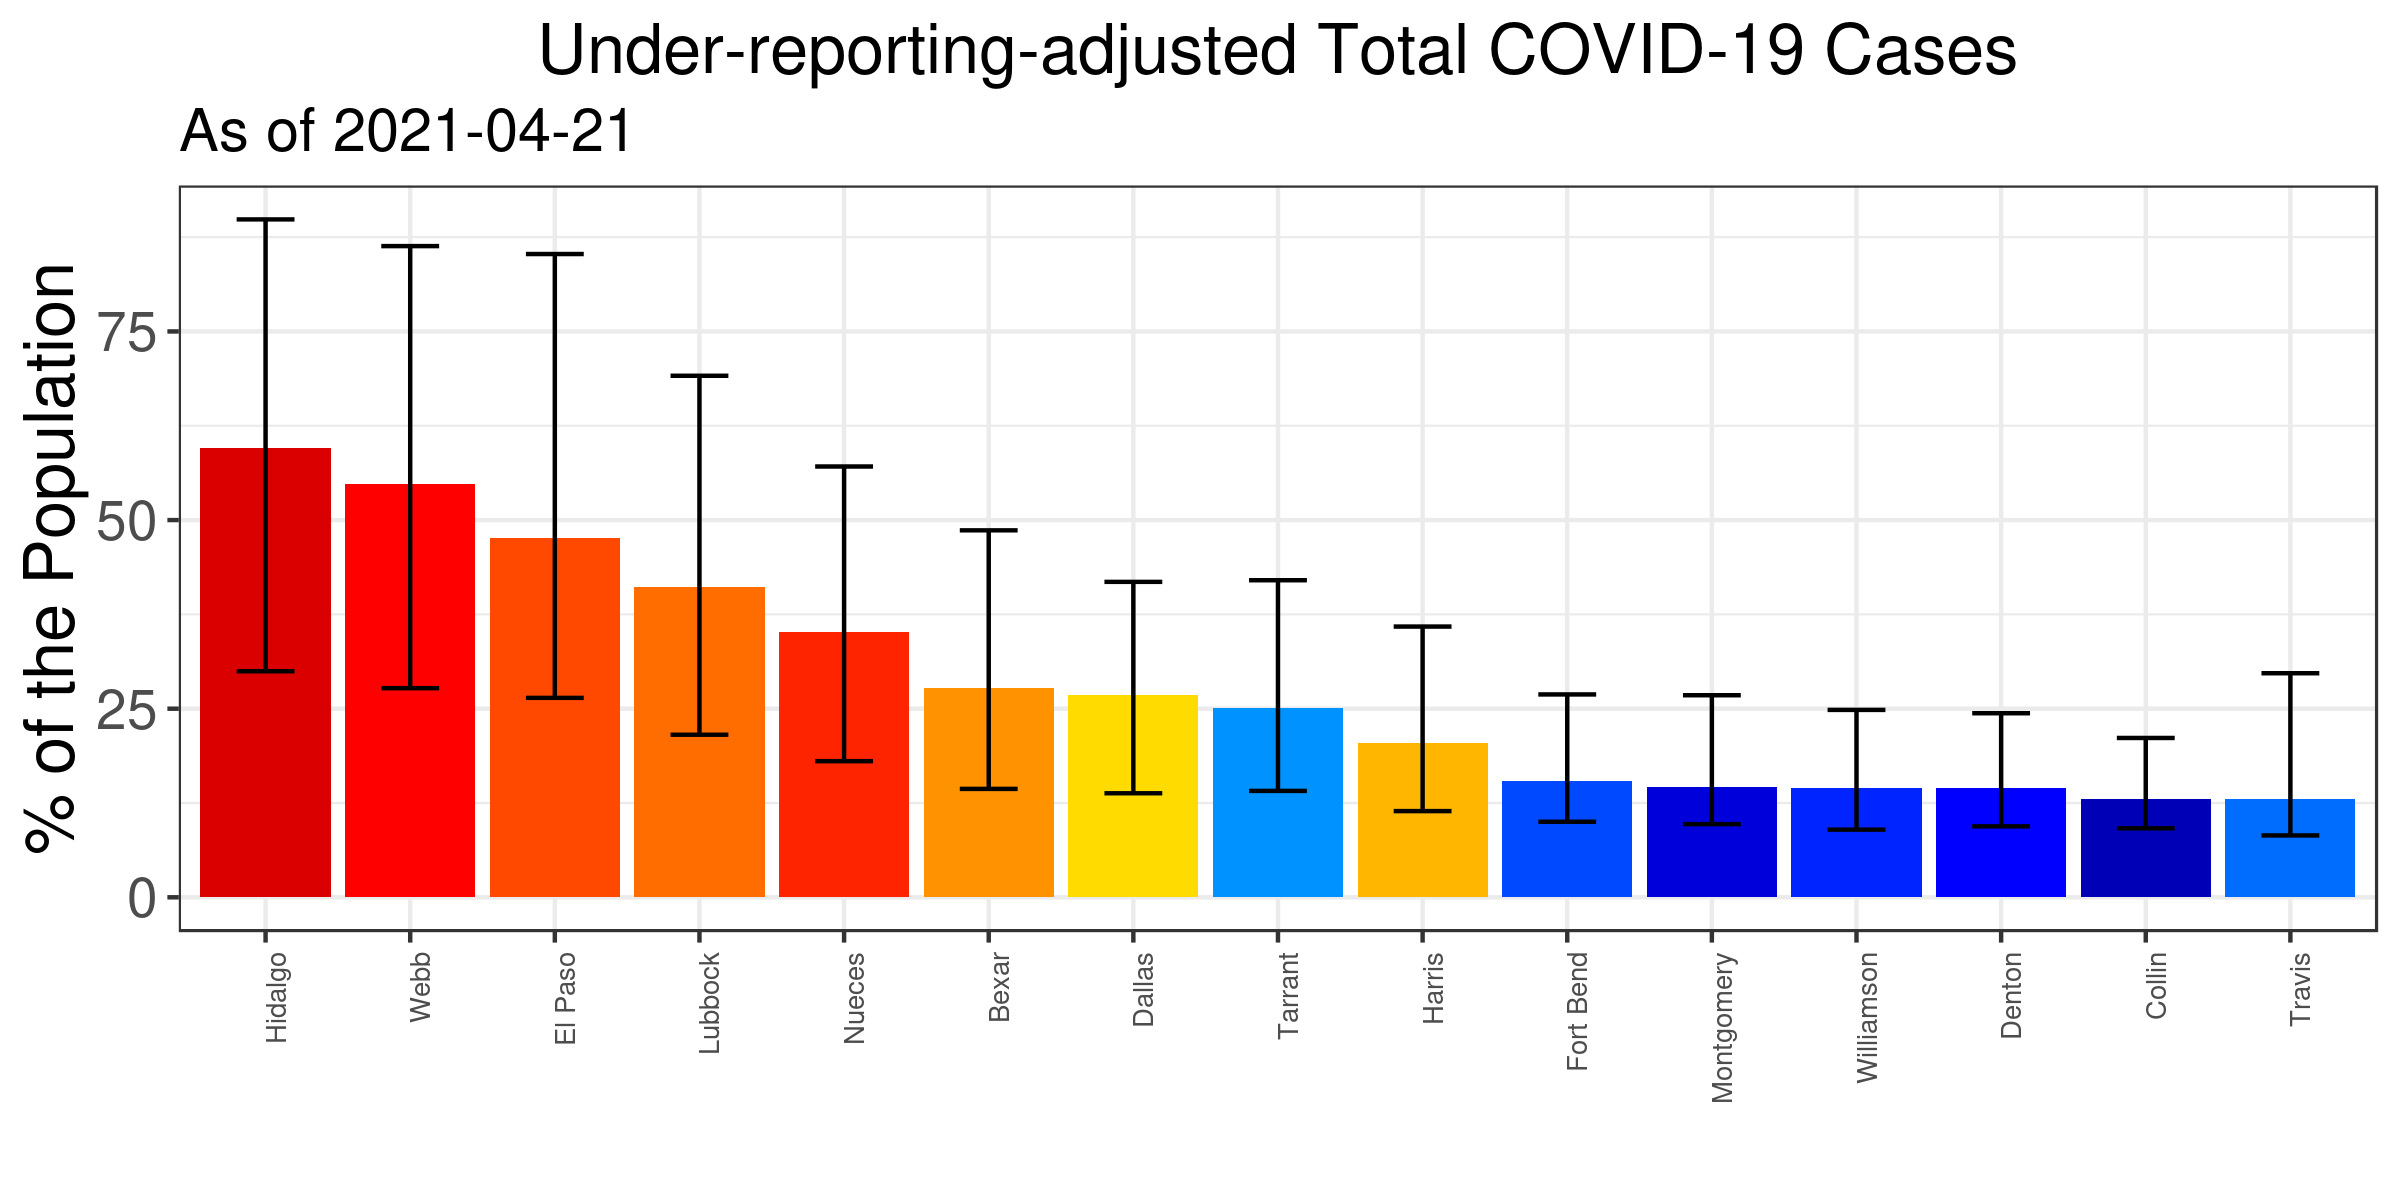 Under-reporting-adjusted Total COVID-19 Cases
As of 2021-04-21
% of the Population
75
50
25
0
Hidalgo
Webb
El Paso
Lubbock
Nueces
Bexar
Dallas
Tarrant
Harris
Fort Bend
Montgomery
Williamson
Denton
Collin
Travis